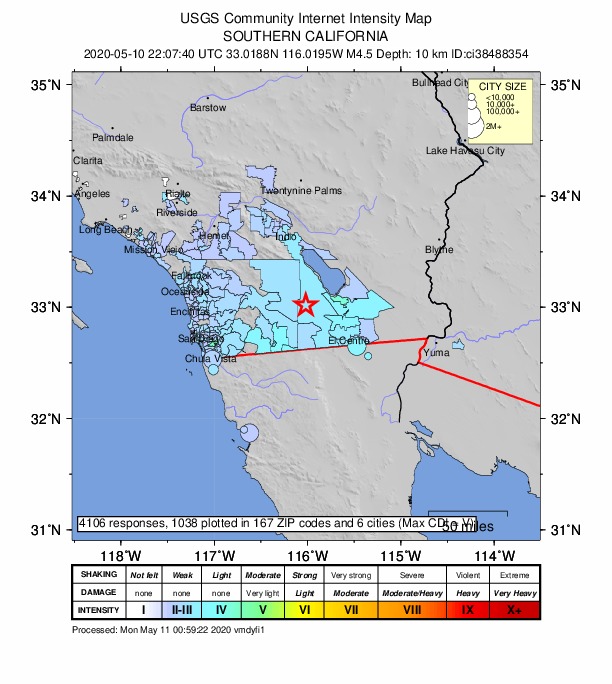 USGS Community Internet Intensity Map
SOUTHERN CALIFORNIA
2020-05-10 22:07:40 UTC 33.0188N 116.0195W M4.5 Depth: 10 km ID:ci38488354
35°N
35°N
Bullhead City
CITY SIZE
<10,000
10,000+
100,000+
2M+
Barstow
Palmdale
Lake Havasu City
Clarita
34°N
34°N
Angeles
Rialto
Twentynine Palms
Riverside
Long Beach
Hemet
Indio
Mission Viejo
Blythe
Fallbrook
Oceanside
33°N
33°N
Encinitas
San Diego
El Centro
Yuma
Chula Vista
32°N
32°N
31°N
31°N
4106 responses, 1038 plotted in 167 ZIP codes and 6 cities (Max CDI = V)
50 miles
118°W
117°W
116°W
115°W
114°W
SHAKING Not felt Weak Light Moderate Strong Very strong Severe Violent Extreme
DAMAGE none none none Very light Light Moderate Moderate/Heavy Heavy Very Heavy
INTENSITY I II-III IV V VI VII VIII IX X+
Processed: Mon May 11 00:59:22 2020 vmdyfi1